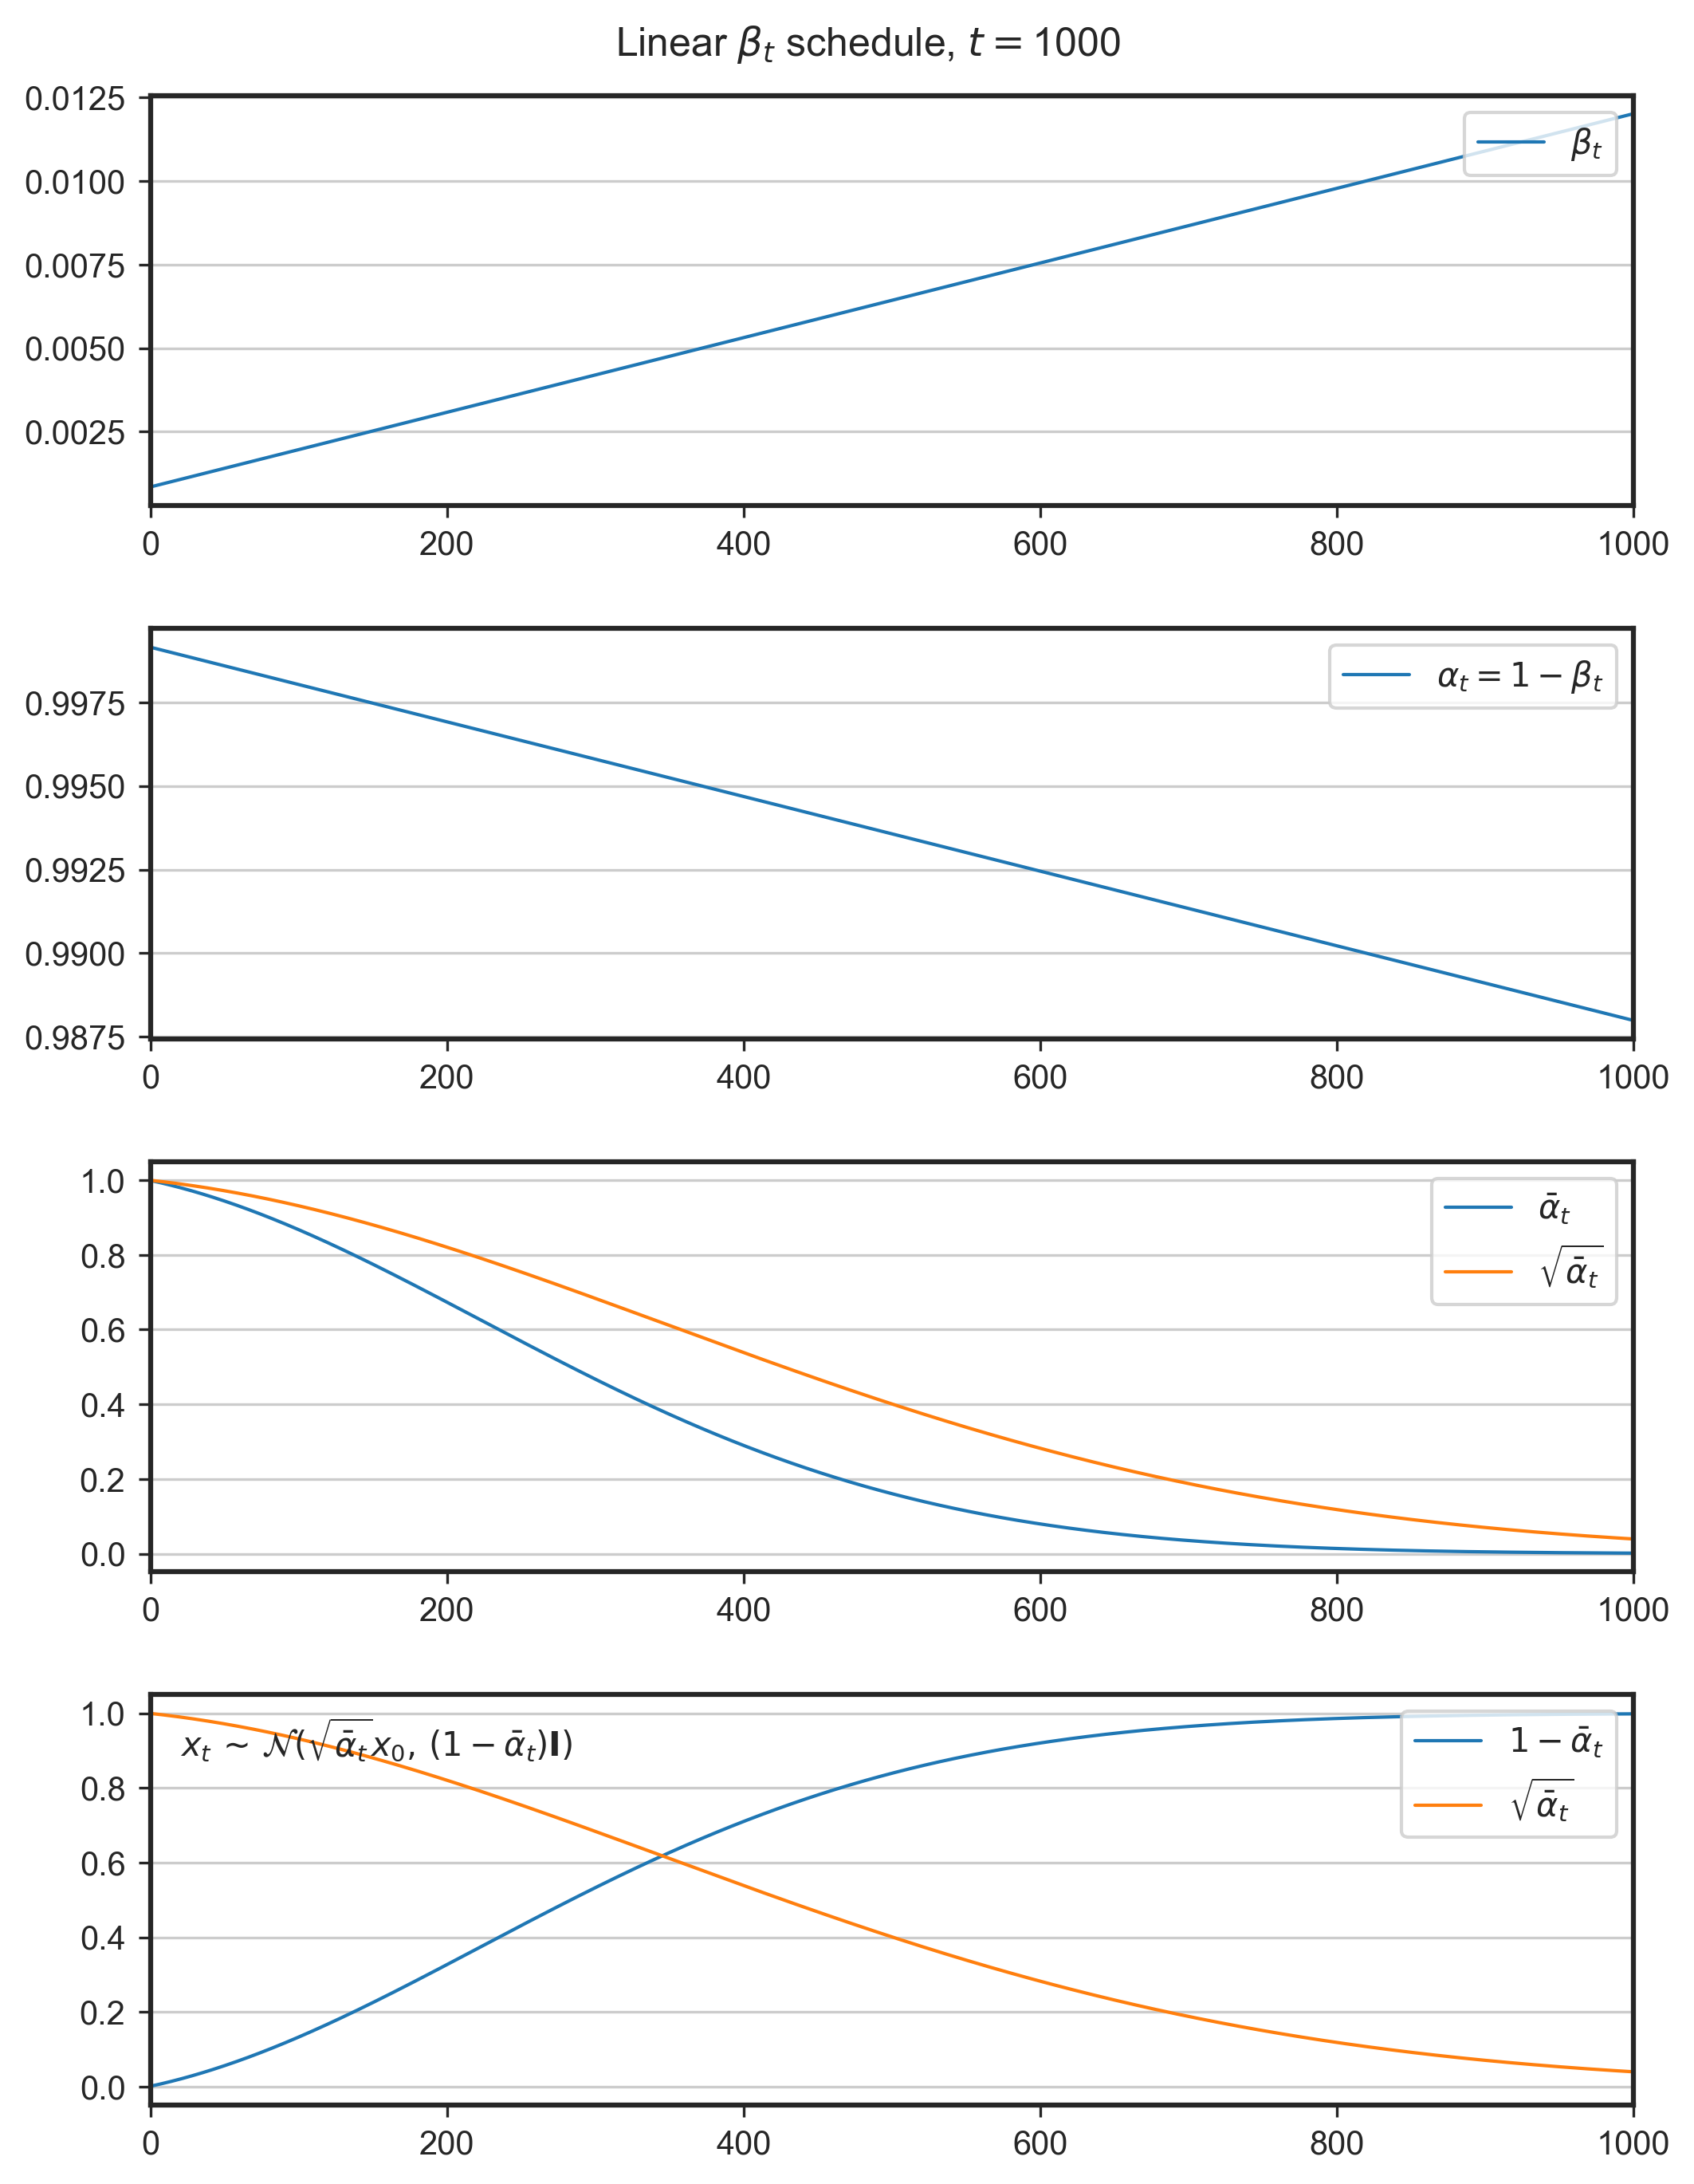 Linear βₜ schedule, t = 1000
0.0125
0.0100
0.0075
0.0050
0.0025
βₜ
0 200 400 600 800 1000
0.9975
0.9950
0.9925
0.9900
0.9875
αₜ = 1 − βₜ
0 200 400 600 800 1000
1.0
0.8
0.6
0.4
0.2
0.0
ᾱₜ
√ᾱₜ
0 200 400 600 800 1000
1.0
0.8
0.6
0.4
0.2
0.0
xₜ ~ 𝒩(√ᾱₜx₀, (1 − ᾱₜ)𝐈)
1 − ᾱₜ
√ᾱₜ
0 200 400 600 800 1000